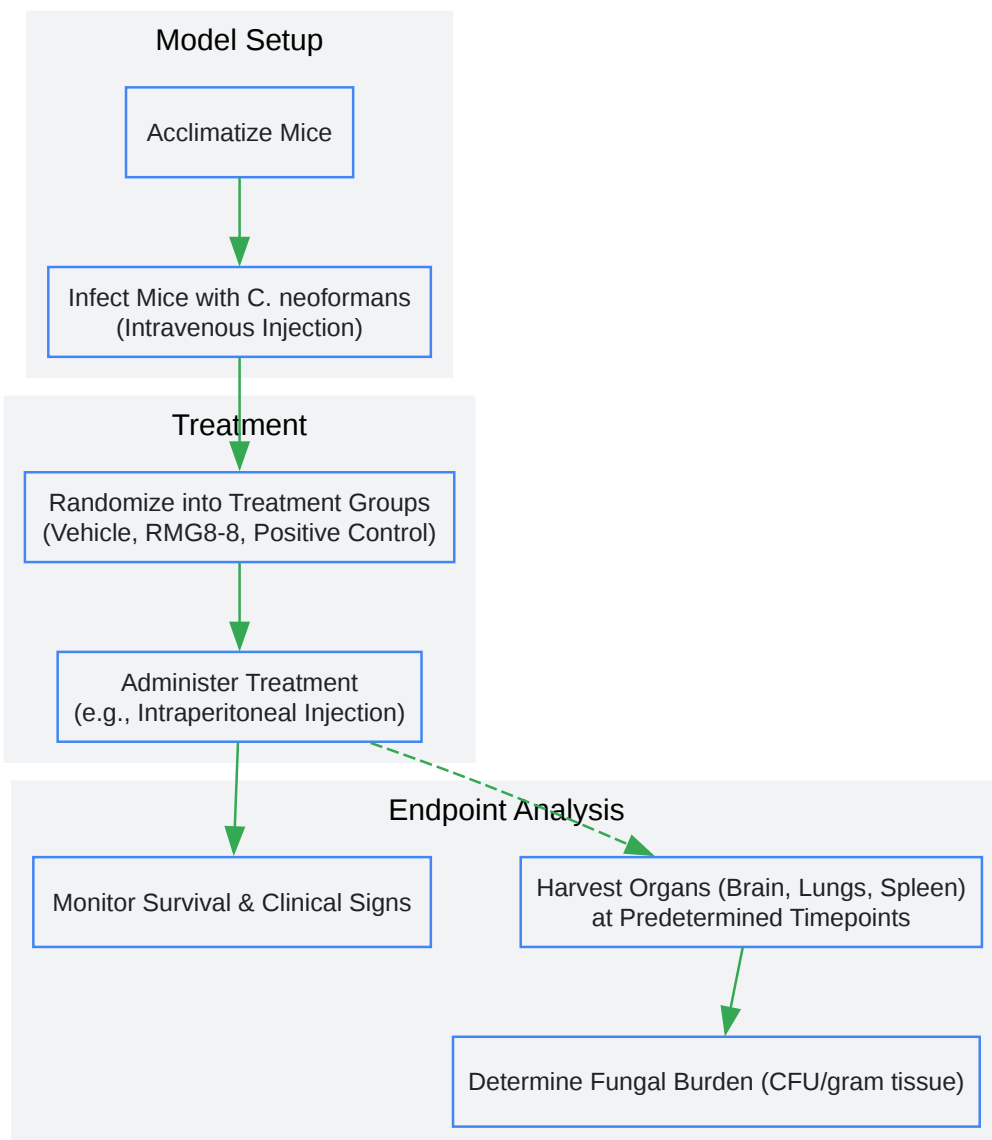 Model Setup
Acclimatize Mice
Infect Mice with C. neoformans
(Intravenous Injection)
Treatment
Randomize into Treatment Groups
(Vehicle, RMG8-8, Positive Control)
Administer Treatment
(e.g., Intraperitoneal Injection)
Endpoint Analysis
Monitor Survival & Clinical Signs
Harvest Organs (Brain, Lungs, Spleen)
at Predetermined Timepoints
Determine Fungal Burden (CFU/gram tissue)